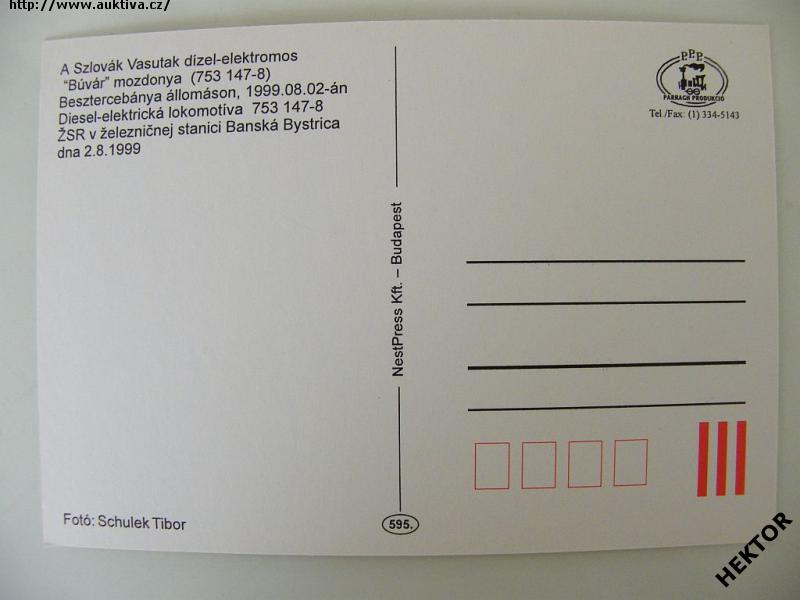 http://www.auktiva.cz/
A Szlovák Vasutak dízel-elektromos
"Búvár" mozdonya (753 147-8)
Besztercebánya állomáson, 1999.08.02-án
Diesel-elektrická lokomotíva 753 147-8
ŽSR v železničnej stanici Banská Bystrica
dna 2.8.1999
P.P.P.
PARRAGH PRODUKCIÓ
Tel./Fax: (1) 334-5143
NestPress Kft. – Budapest
Fotó: Schulek Tibor
595.
HEKTOR